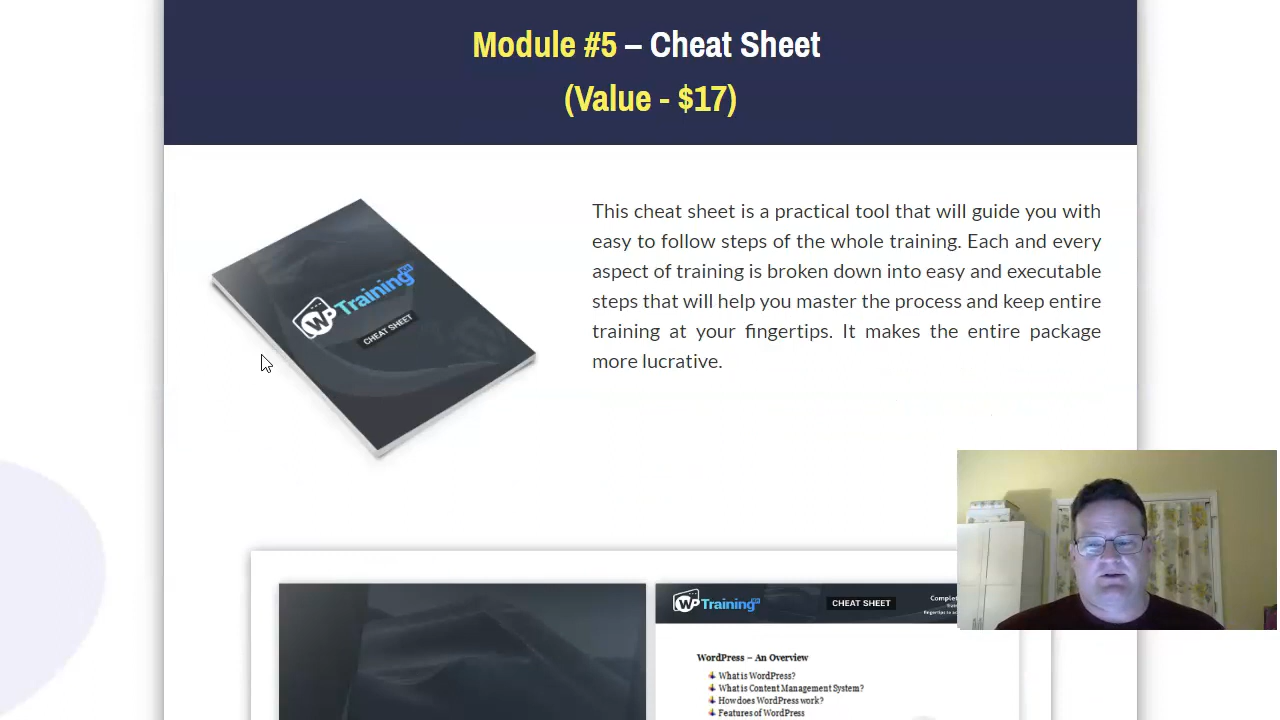 Module #5 – Cheat Sheet
(Value - $17)
This cheat sheet is a practical tool that will guide you with
easy to follow steps of the whole training. Each and every
aspect of training is broken down into easy and executable
steps that will help you master the process and keep entire
training at your fingertips. It makes the entire package
more lucrative.
WP Training
CHEAT SHEET
WP Training
CHEAT SHEET
WordPress – An Overview
What is WordPress?
What is Content Management System?
How does WordPress work?
Features of WordPress